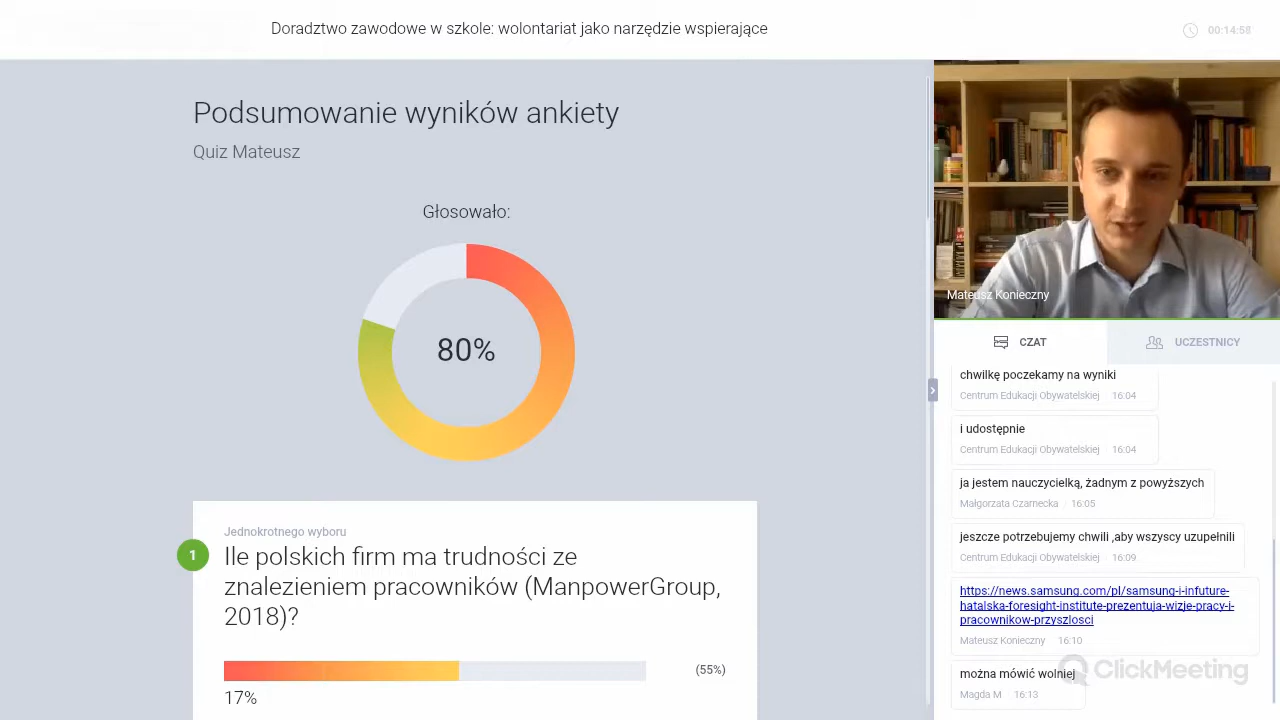 Doradztwo zawodowe w szkole: wolontariat jako narzędzie wspierające
00:14:58
Podsumowanie wyników ankiety
Quiz Mateusz
Głosowało:
80%
Jednokrotnego wyboru
1
Ile polskich firm ma trudności ze
znalezieniem pracowników (ManpowerGroup,
2018)?
(55%)
17%
Mateusz Konieczny
CZAT
UCZESTNICY
chwilkę poczekamy na wyniki
Centrum Edukacji Obywatelskiej 16:04
i udostępnie
Centrum Edukacji Obywatelskiej 16:04
ja jestem nauczycielką, żadnym z powyższych
Małgorzata Czarnecka 16:05
jeszcze potrzebujemy chwili ,aby wszyscy uzupełnili
Centrum Edukacji Obywatelskiej 16:09
https://news.samsung.com/pl/samsung-i-infuture-
hatalska-foresight-institute-prezentuja-wizje-pracy-i-
pracownikow-przyszlosci
Mateusz Konieczny 16:10
można mówić wolniej
Magda M 16:13
ClickMeeting